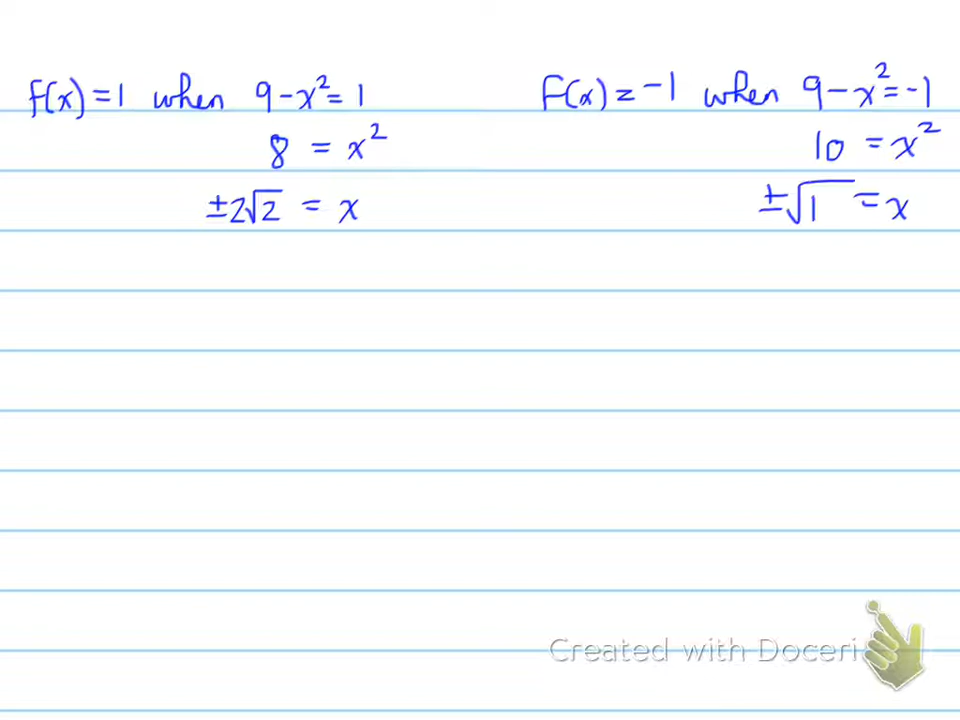 f(x) = 1 when 9 - x² = 1
8 = x²
±2√2 = x
f(x) = -1 when 9 - x² = -1
10 = x²
±√1 = x
Created with Doceri